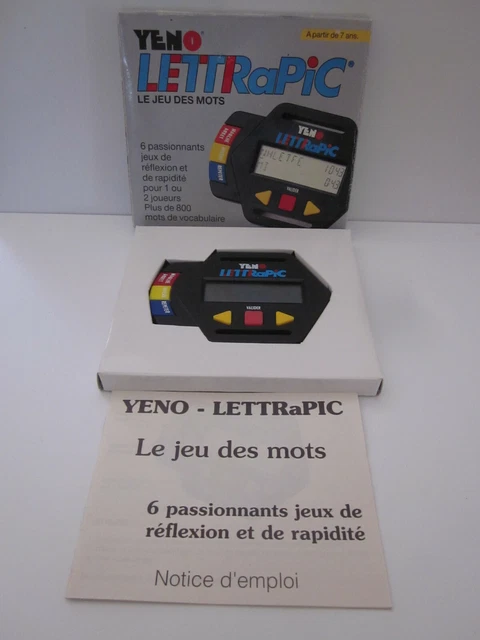 YENO
A partir de 7 ans
LETTRaPiC
LE JEU DES MOTS
6 passionnants
jeux de
réflexion et
de rapidité
pour 1 ou
2 joueurs
Plus de 800
mots de vocabulaire
YENO
LETTRaPiC
VALIDER
YENO
LETTRaPiC
VALIDER
YENO - LETTRaPIC
Le jeu des mots
6 passionnants jeux de
réflexion et de rapidité
Notice d'emploi